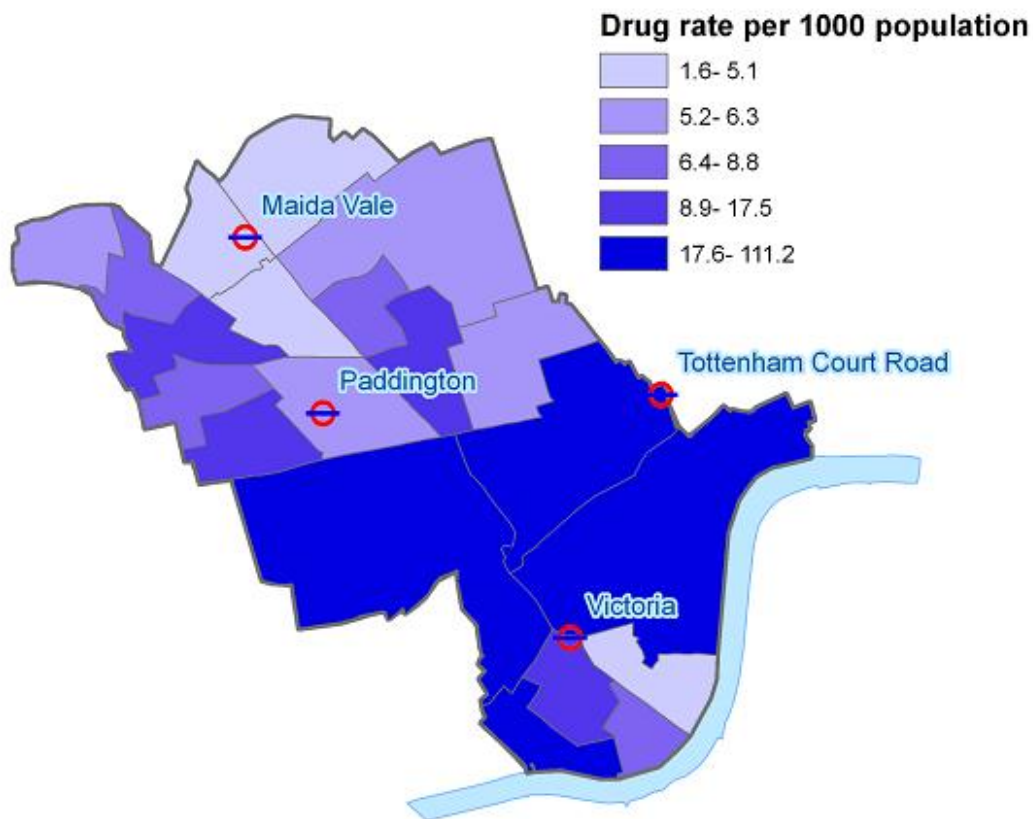 Drug rate per 1000 population
1.6- 5.1
5.2- 6.3
6.4- 8.8
8.9- 17.5
17.6- 111.2
Maida Vale
Tottenham Court Road
Paddington
Victoria